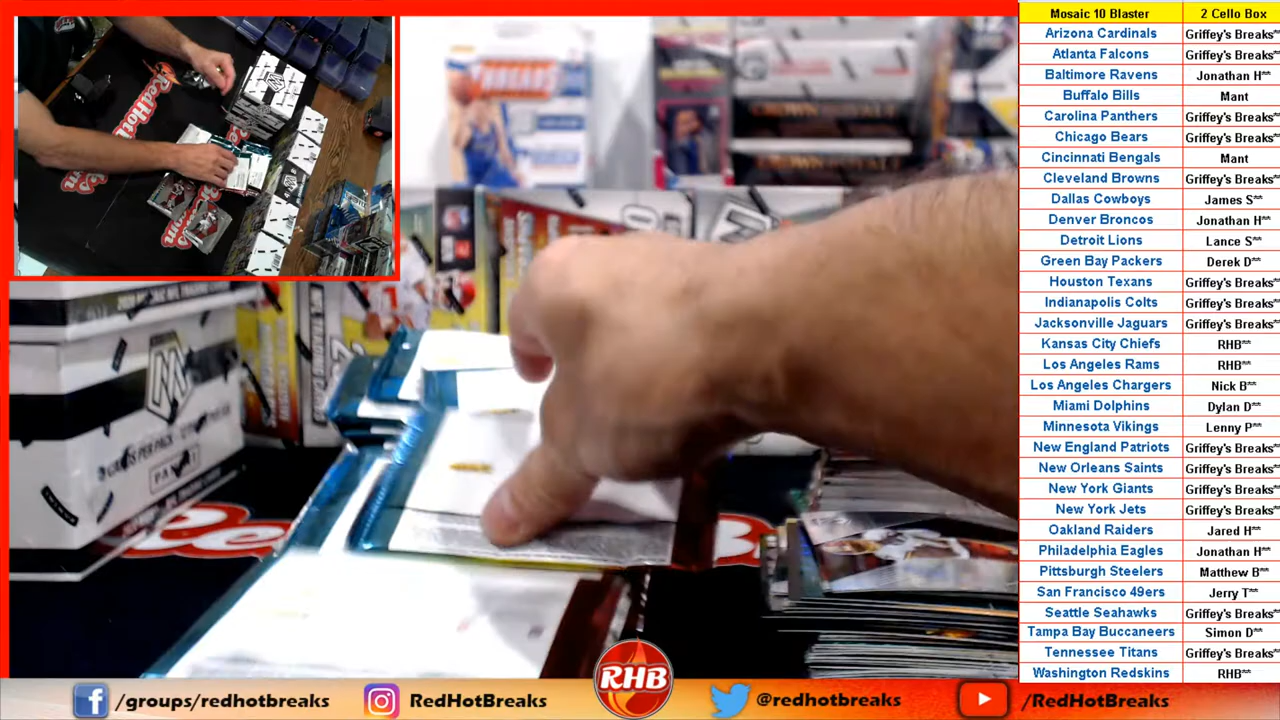 Mosaic 10 Blaster 2 Cello Box
Arizona Cardinals Griffey's Breaks**
Atlanta Falcons Griffey's Breaks**
Baltimore Ravens Jonathan H**
Buffalo Bills Mant
Carolina Panthers Griffey's Breaks**
Chicago Bears Griffey's Breaks**
Cincinnati Bengals Mant
Cleveland Browns Griffey's Breaks**
Dallas Cowboys James S**
Denver Broncos Jonathan H**
Detroit Lions Lance S**
Green Bay Packers Derek D**
Houston Texans Griffey's Breaks**
Indianapolis Colts Griffey's Breaks**
Jacksonville Jaguars Griffey's Breaks**
Kansas City Chiefs RHB**
Los Angeles Rams RHB**
Los Angeles Chargers Nick B**
Miami Dolphins Dylan D**
Minnesota Vikings Lenny P**
New England Patriots Griffey's Breaks**
New Orleans Saints Griffey's Breaks**
New York Giants Griffey's Breaks**
New York Jets Griffey's Breaks**
Oakland Raiders Jared H**
Philadelphia Eagles Jonathan H**
Pittsburgh Steelers Matthew B**
San Francisco 49ers Jerry T**
Seattle Seahawks Griffey's Breaks**
Tampa Bay Buccaneers Simon D**
Tennessee Titans Griffey's Breaks**
Washington Redskins RHB**
THREADS
CROWN ROYALE
CROWN ROYALE
PANINI
RHB
/groups/redhotbreaks
RedHotBreaks
@redhotbreaks
/RedHotBreaks